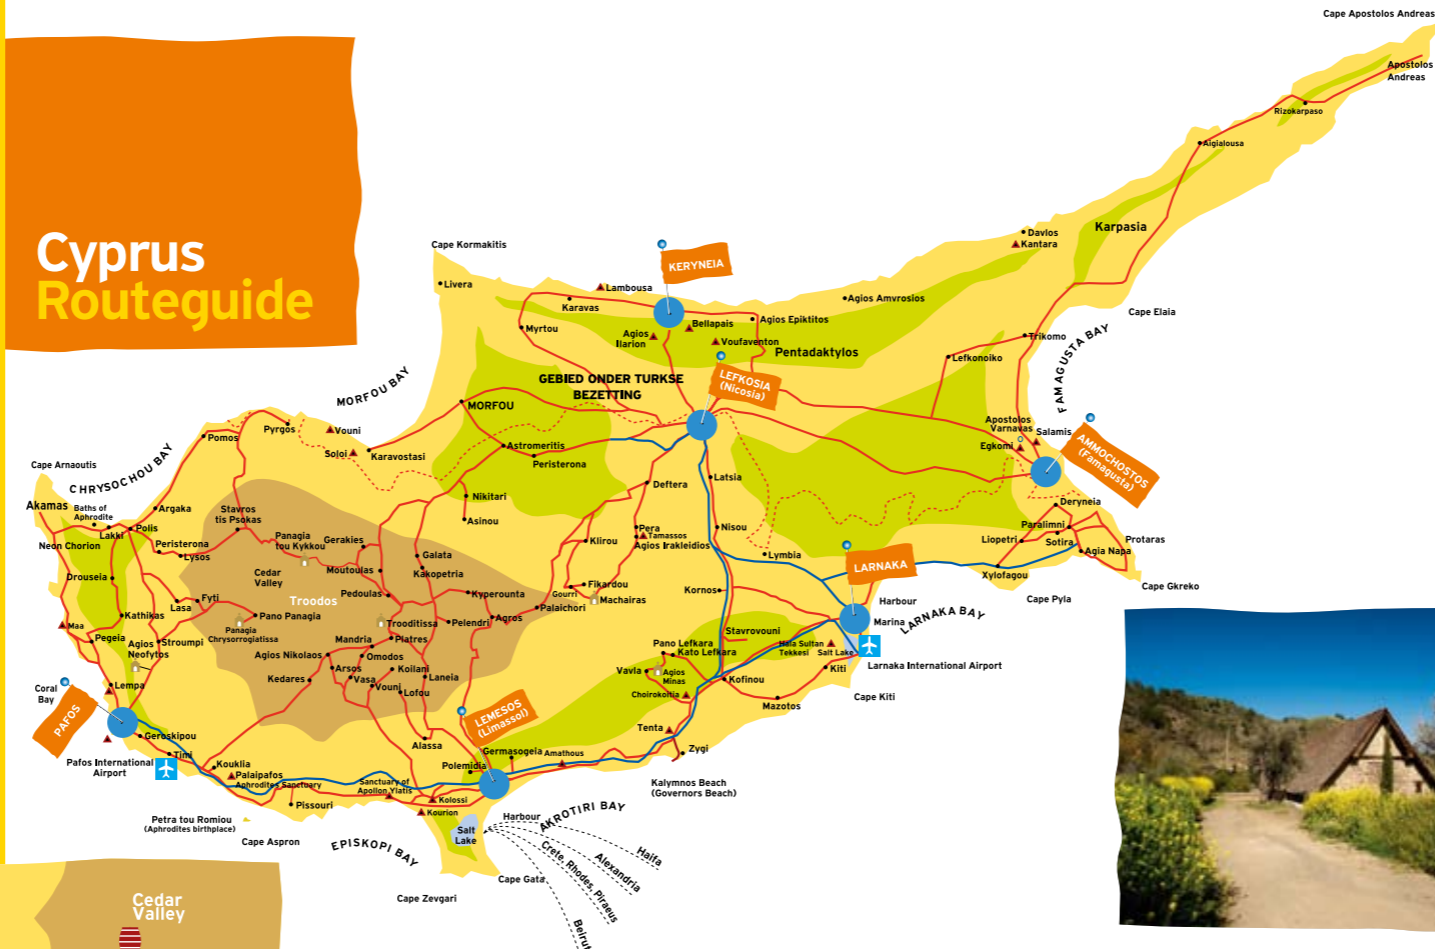 Cape Apostolos Andreas
Apostolos
Andreas
Rizokarpaso
Aigialousa
Cyprus
Routeguide
Karpasia
Davlos
Kantara
Cape Kormakitis
KERYNEIA
Livera
Lambousa
Karavas
Agios Amvrosios
Cape Elaia
Myrtou
Agios
Ilarion
Bellapais
Agios Epiktitos
Voufaventon
Pentadaktylos
Trikomo
Lefkonoiko
FAMAGUSTA BAY
GEBIED ONDER TURKSE
BEZETTING
LEFKOSIA
(Nicosia)
MORFOU BAY
MORFOU
Apostolos
Varnavas
Salamis
Egkomi
AMMOCHOSTOS
(Famagusta)
Pyrgos
Pomos
Vouni
Soloi
Karavostasi
Astromeritis
Peristerona
CHRYSOCHOU BAY
Cape Arnaoutis
Akamas
Baths of
Aphrodite
Lakki
Neon Chorion
Polis
Argaka
Peristerona
Lysos
Stavros
tis Psokas
Panagia
tou Kykkou
Gerakies
Nikitari
Asinou
Deftera
Latsia
Nisou
Pera
Tamassos
Agios Irakleidios
Klirou
Lymbia
Deryneia
Paralimni
Liopetri
Sotira
Protaras
Agia Napa
Xylofagou
Cape Gkreko
Cape Pyla
LARNAKA
Harbour
Marina
LARNAKA BAY
Drouseia
Cedar
Valley
Troodos
Moutoulas
Galata
Kakopetria
Pedoulas
Kyperounta
Fikardou
Gourri
Machairas
Kornos
Kathikas
Lasa
Fyti
Pano Panagia
Panagia
Chrysorrogiatissa
Trooditissa
Pelendri
Agros
Palaichori
Maa
Pegeia
Agios
Neofytos
Stroumpi
Mandria
Platres
Agios Nikolaos
Omodos
Arsos
Koilani
Kedares
Vasa
Vouni
Laneia
Lofou
Stavrovouni
Pano Lefkara
Kato Lefkara
Hala Sultan
Tekkesi
Salt Lake
Vavla
Agios
Minas
Kiti
Larnaka International Airport
Kofinou
Choirokoitia
Mazotos
Cape Kiti
Coral
Bay
Lempa
PAFOS
Geroskipou
Timi
Pafos International
Airport
Kouklia
Palaipafos
Aphrodites Sanctuary
Pissouri
Petra tou Romiou
(Aphrodites birthplace)
Cape Aspron
Alassa
LEMESOS
(Limassol)
Germasogeia
Amathous
Polemidia
Tenta
Zygi
Kalymnos Beach
(Governors Beach)
Sanctuary of
Apollon Ylatis
Kolossi
Kourion
Salt
Lake
EPISKOPI BAY
Cape Zevgari
Cape Gata
Harbour
AKROTIRI BAY
Haifa
Alexandria
Crete, Rhodes, Piraeus
Beirut
Cedar
Valley